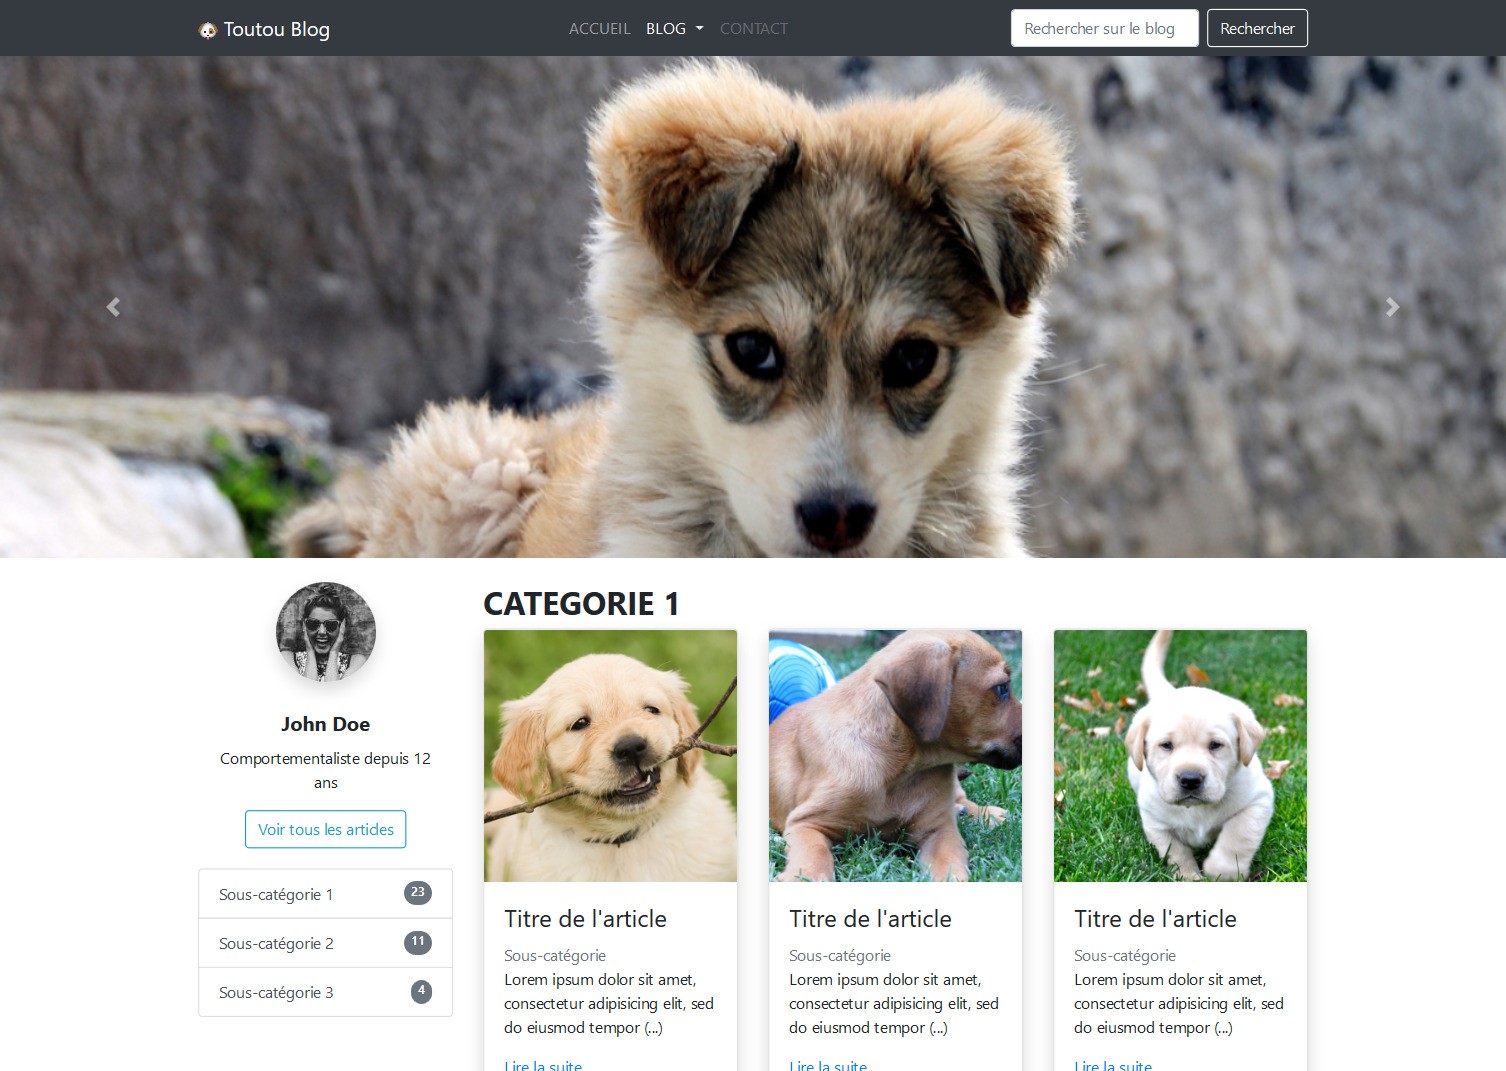 Toutou Blog
ACCUEIL
BLOG
CONTACT
Rechercher sur le blog
Rechercher
John Doe
Comportementaliste depuis 12
ans
Voir tous les articles
Sous-catégorie 1 23
Sous-catégorie 2 11
Sous-catégorie 3 4
CATEGORIE 1
Titre de l'article
Sous-catégorie
Lorem ipsum dolor sit amet,
consectetur adipisicing elit, sed
do eiusmod tempor (...)
Lire la suite
Titre de l'article
Sous-catégorie
Lorem ipsum dolor sit amet,
consectetur adipisicing elit, sed
do eiusmod tempor (...)
Lire la suite
Titre de l'article
Sous-catégorie
Lorem ipsum dolor sit amet,
consectetur adipisicing elit, sed
do eiusmod tempor (...)
Lire la suite